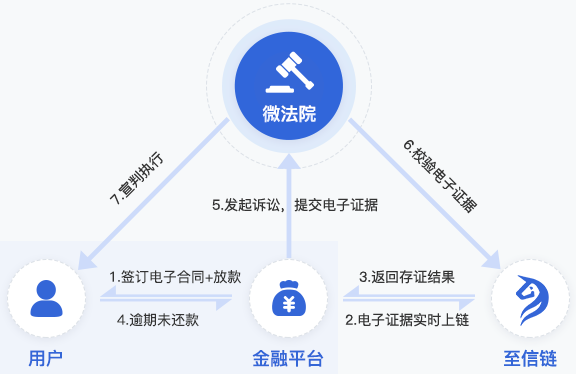 微法院
7.宣判执行
6.校验电子证据
5.发起诉讼，提交电子证据
1.签订电子合同+放款
3.返回存证结果
4.逾期未还款
2.电子证据实时上链
用户
金融平台
至信链